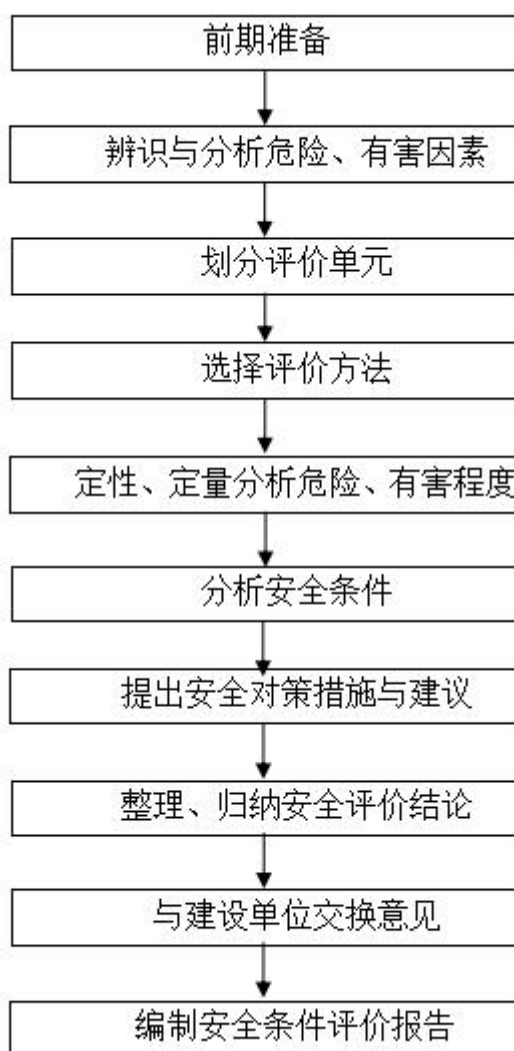 前期准备
辨识与分析危险、有害因素
划分评价单元
选择评价方法
定性、定量分析危险、有害程度
分析安全条件
提出安全对策措施与建议
整理、归纳安全评价结论
与建设单位交换意见
编制安全条件评价报告